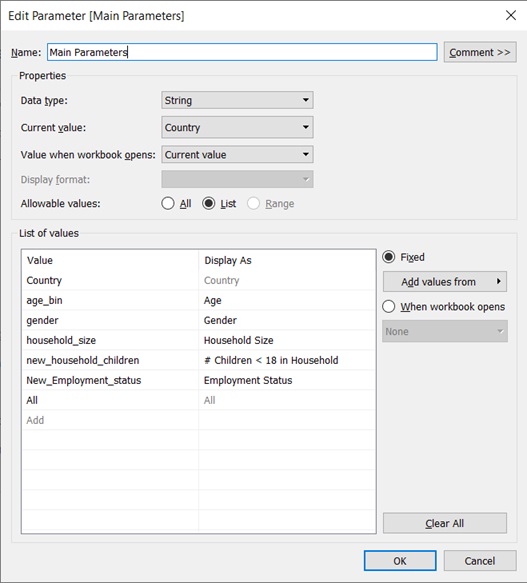 Edit Parameter [Main Parameters]
Name: Main Parameters Comment >>
Properties
Data type: String
Current value: Country
Value when workbook opens: Current value
Display format:
Allowable values: All List Range
List of values
Value Display As
Country Country
age_bin Age
gender Gender
household_size Household Size
new_household_children # Children < 18 in Household
New_Employment_status Employment Status
All All
Add
Fixed
Add values from
When workbook opens
None
Clear All
OK Cancel